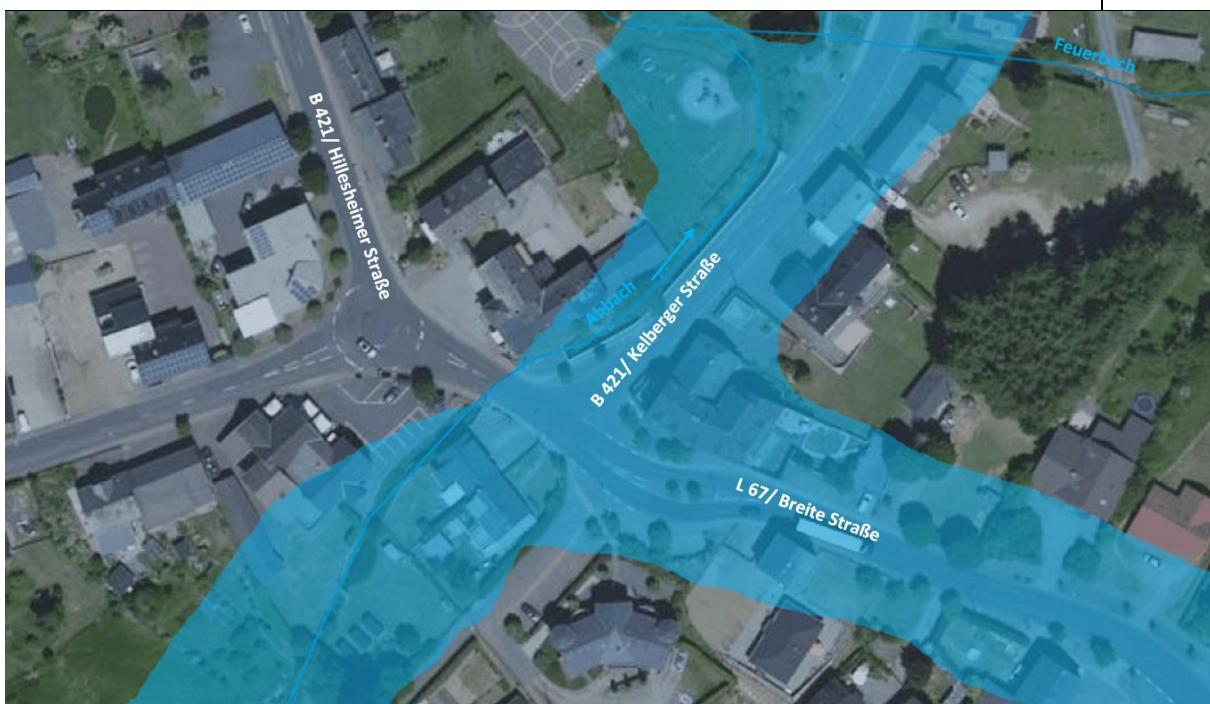 Feuerbach
B 421/ Hillesheimer Straße
Ahbach
B 421/ Kelberger Straße
L 67/ Breite Straße